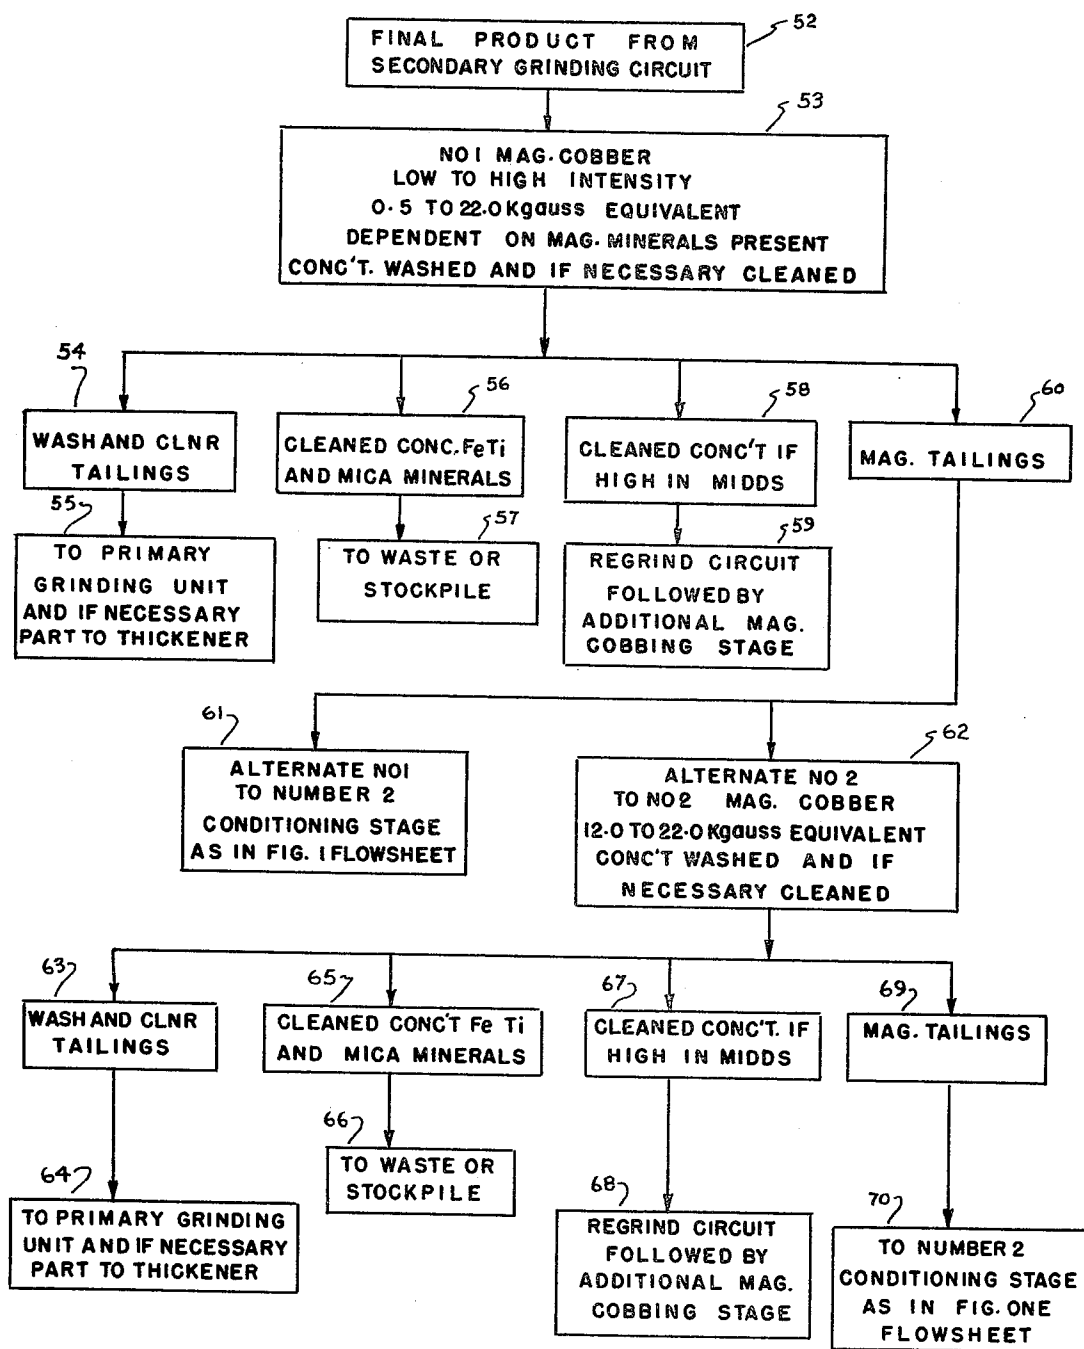 52
FINAL PRODUCT FROM
SECONDARY GRINDING CIRCUIT
53
NO1 MAG.COBBER
LOW TO HIGH INTENSITY
0.5 TO 22.0 Kgauss EQUIVALENT
DEPENDENT ON MAG. MINERALS PRESENT
CONC'T. WASHED AND IF NECESSARY CLEANED
54
WASH AND CLNR
TAILINGS
56
CLEANED CONC. FeTi
AND MICA MINERALS
58
CLEANED CONC'T IF
HIGH IN MIDDS
60
MAG. TAILINGS
55
TO PRIMARY
GRINDING UNIT
AND IF NECESSARY
PART TO THICKENER
57
TO WASTE OR
STOCKPILE
59
REGRIND CIRCUIT
FOLLOWED BY
ADDITIONAL MAG.
COBBING STAGE
61
ALTERNATE NO1
TO NUMBER 2
CONDITIONING STAGE
AS IN FIG. 1 FLOWSHEET
62
ALTERNATE NO 2
TO NO2 MAG. COBBER
12.0 TO 22.0 Kgauss EQUIVALENT
CONC'T WASHED AND IF
NECESSARY CLEANED
63
WASH AND CLNR
TAILINGS
65
CLEANED CONC'T Fe Ti
AND MICA MINERALS
67
CLEANED CONC'T. IF
HIGH IN MIDDS
69
MAG. TAILINGS
64
TO PRIMARY GRINDING
UNIT AND IF NECESSARY
PART TO THICKENER
66
TO WASTE OR
STOCKPILE
68
REGRIND CIRCUIT
FOLLOWED BY
ADDITIONAL MAG.
COBBING STAGE
70
TO NUMBER 2
CONDITIONING STAGE
AS IN FIG. ONE
FLOWSHEET